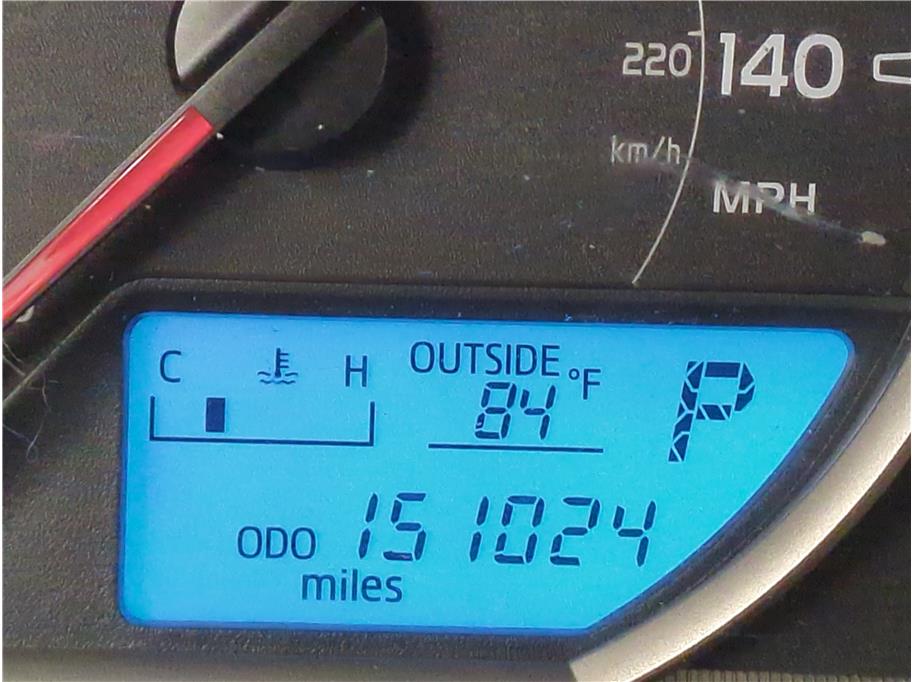 220 140
km/h
MPH
C H OUTSIDE
84 °F P
ODO 151024
miles